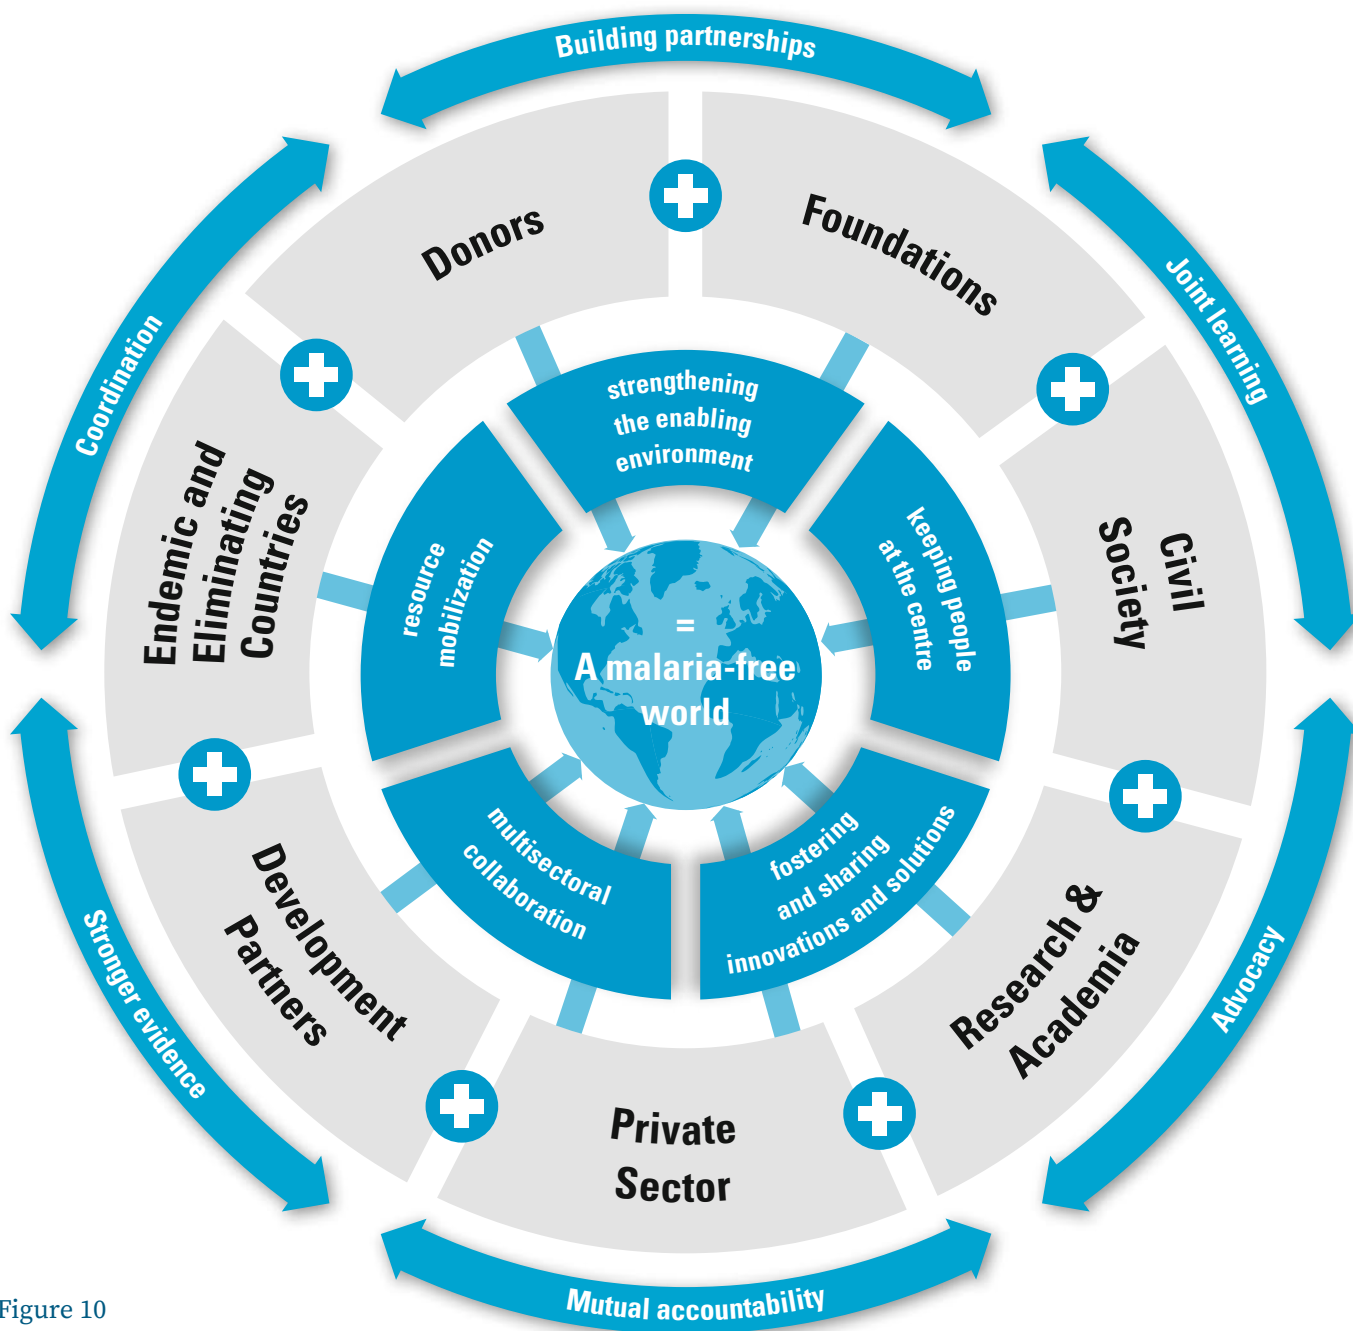 Building partnerships
Joint learning
Advocacy
Mutual accountability
Stronger evidence
Coordination
Donors
Foundations
Civil
Society
Research &
Academia
Private
Sector
Development
Partners
Endemic and
Eliminating
Countries
strengthening
the enabling
environment
keeping people
at the centre
fostering
and sharing
innovations and solutions
multisectoral
collaboration
resource
mobilization
=
A malaria-free
world
Figure 10